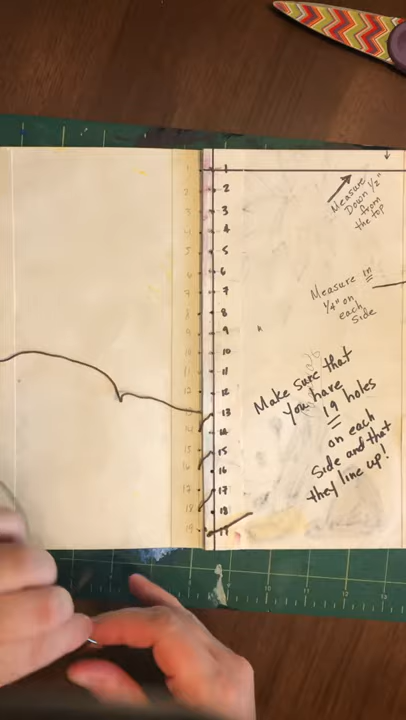 1
2
3
4
5
6
7
8
9
10
11
12
13
14
15
16
17
18
19
Measure
Down 1/2"
from
the top
Measure in
1/4" on
each
side
Make sure that
you have
19 holes
on each
side and that
they line up!